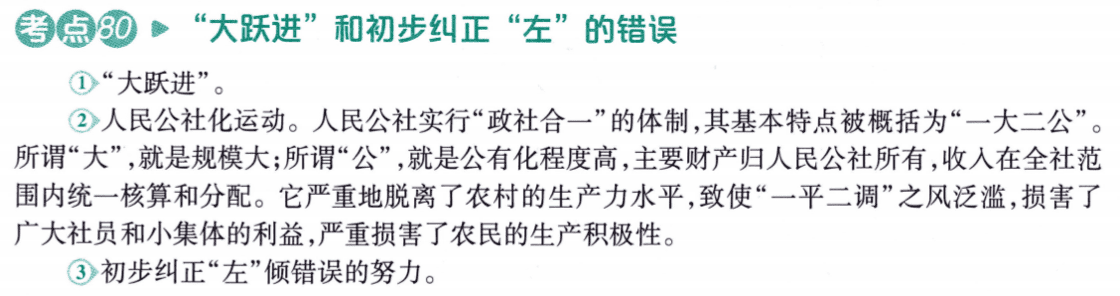 考点80 ▶ “大跃进”和初步纠正“左”的错误
①“大跃进”。
②人民公社化运动。人民公社实行“政社合一”的体制,其基本特点被概括为“一大二公”。
所谓“大”,就是规模大;所谓“公”,就是公有化程度高,主要财产归人民公社所有,收入在全社范
围内统一核算和分配。它严重地脱离了农村的生产力水平,致使“一平二调”之风泛滥,损害了
广大社员和小集体的利益,严重损害了农民的生产积极性。
③初步纠正“左”倾错误的努力。